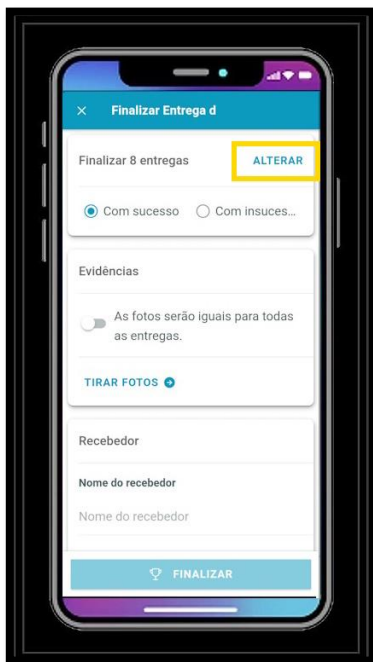 Finalizar Entrega d
Finalizar 8 entregas ALTERAR
Com sucesso Com insuces...
Evidências
As fotos serão iguais para todas
as entregas.
TIRAR FOTOS
Recebedor
Nome do recebedor
Nome do recebedor
FINALIZAR